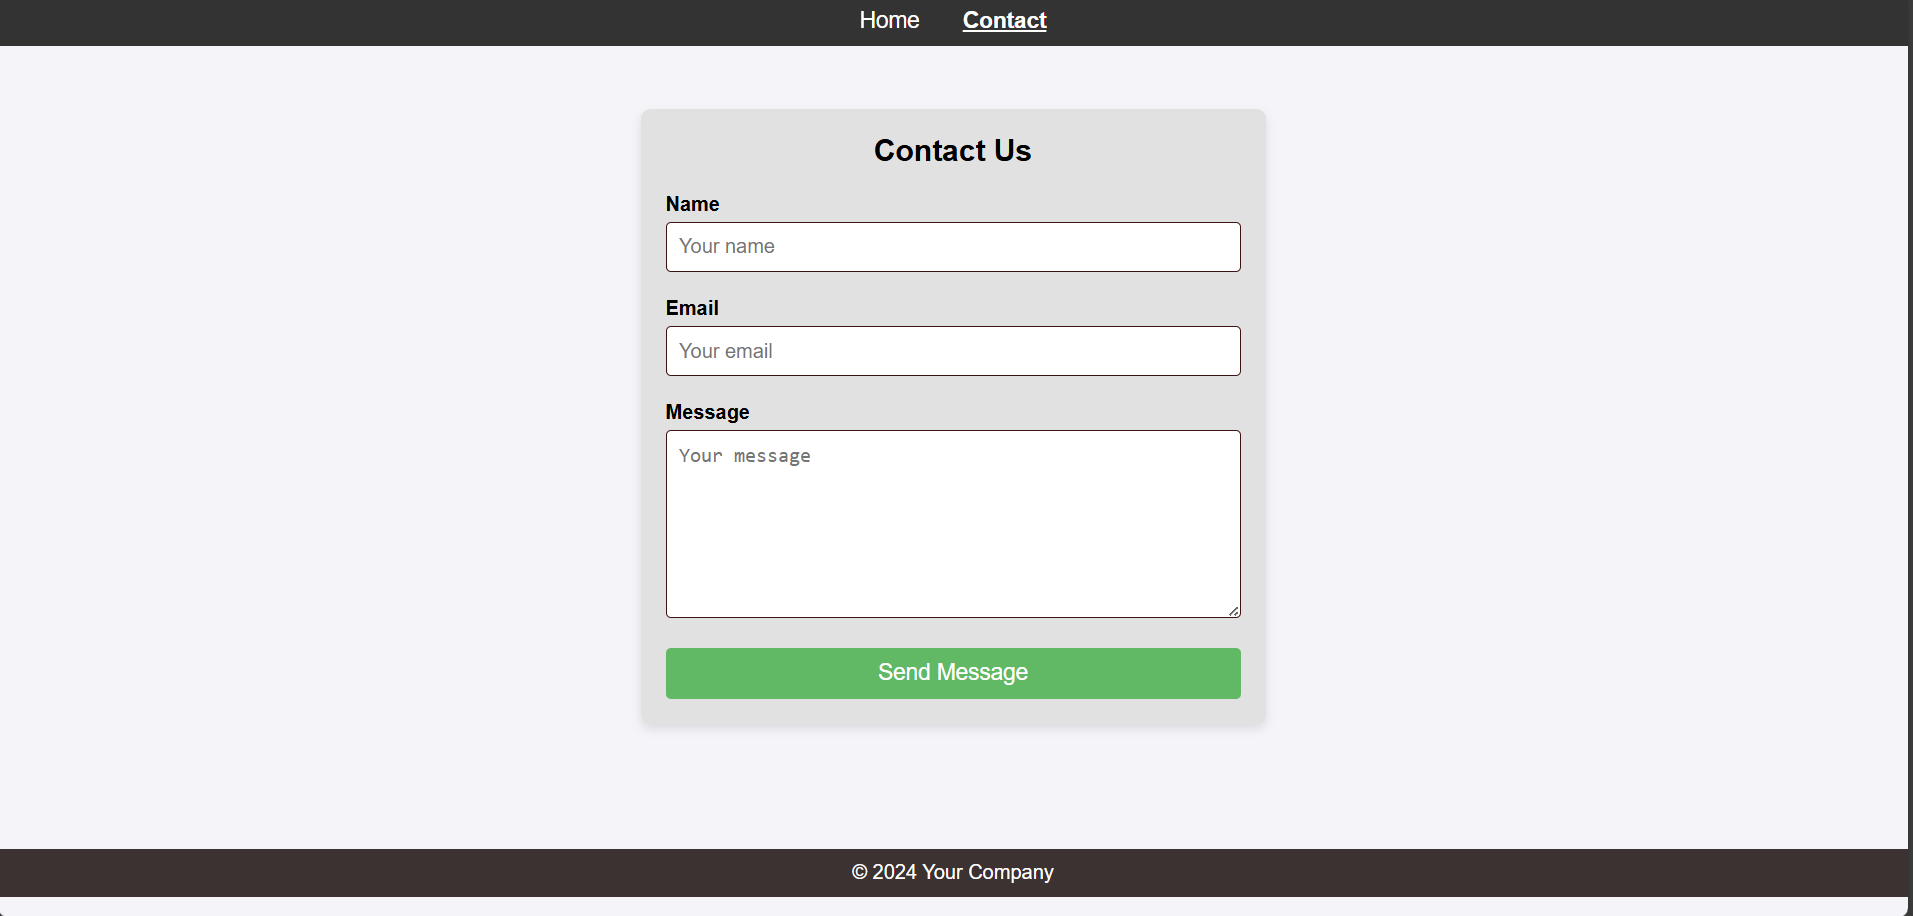 Home Contact
Contact Us
Name
Your name
Email
Your email
Message
Your message
Send Message
© 2024 Your Company